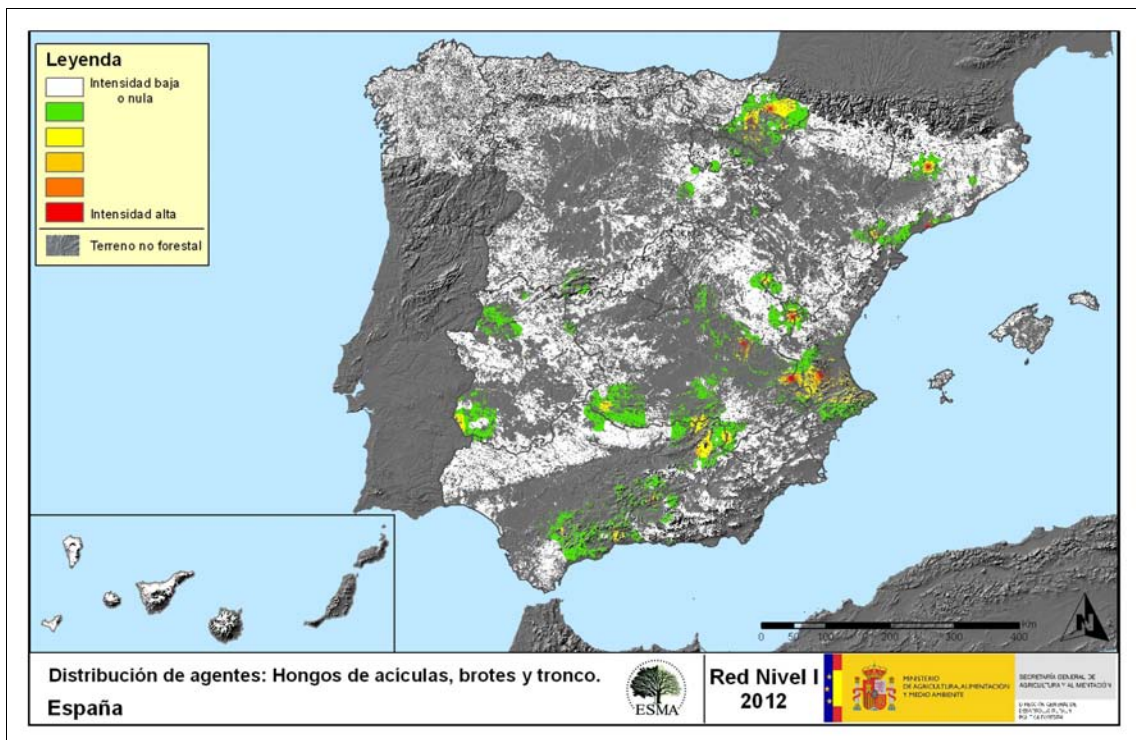 Leyenda
Intensidad baja
o nula
Intensidad alta
Terreno no forestal
N
Km
0 50 100 200 300 400
Distribución de agentes: Hongos de acículas, brotes y tronco.
España
ESMA
Red Nivel I
2012
MINISTERIO
DE AGRICULTURA, ALIMENTACIÓN
Y MEDIO AMBIENTE
SECRETARÍA GENERAL DE
AGRICULTURA Y ALIMENTACIÓN